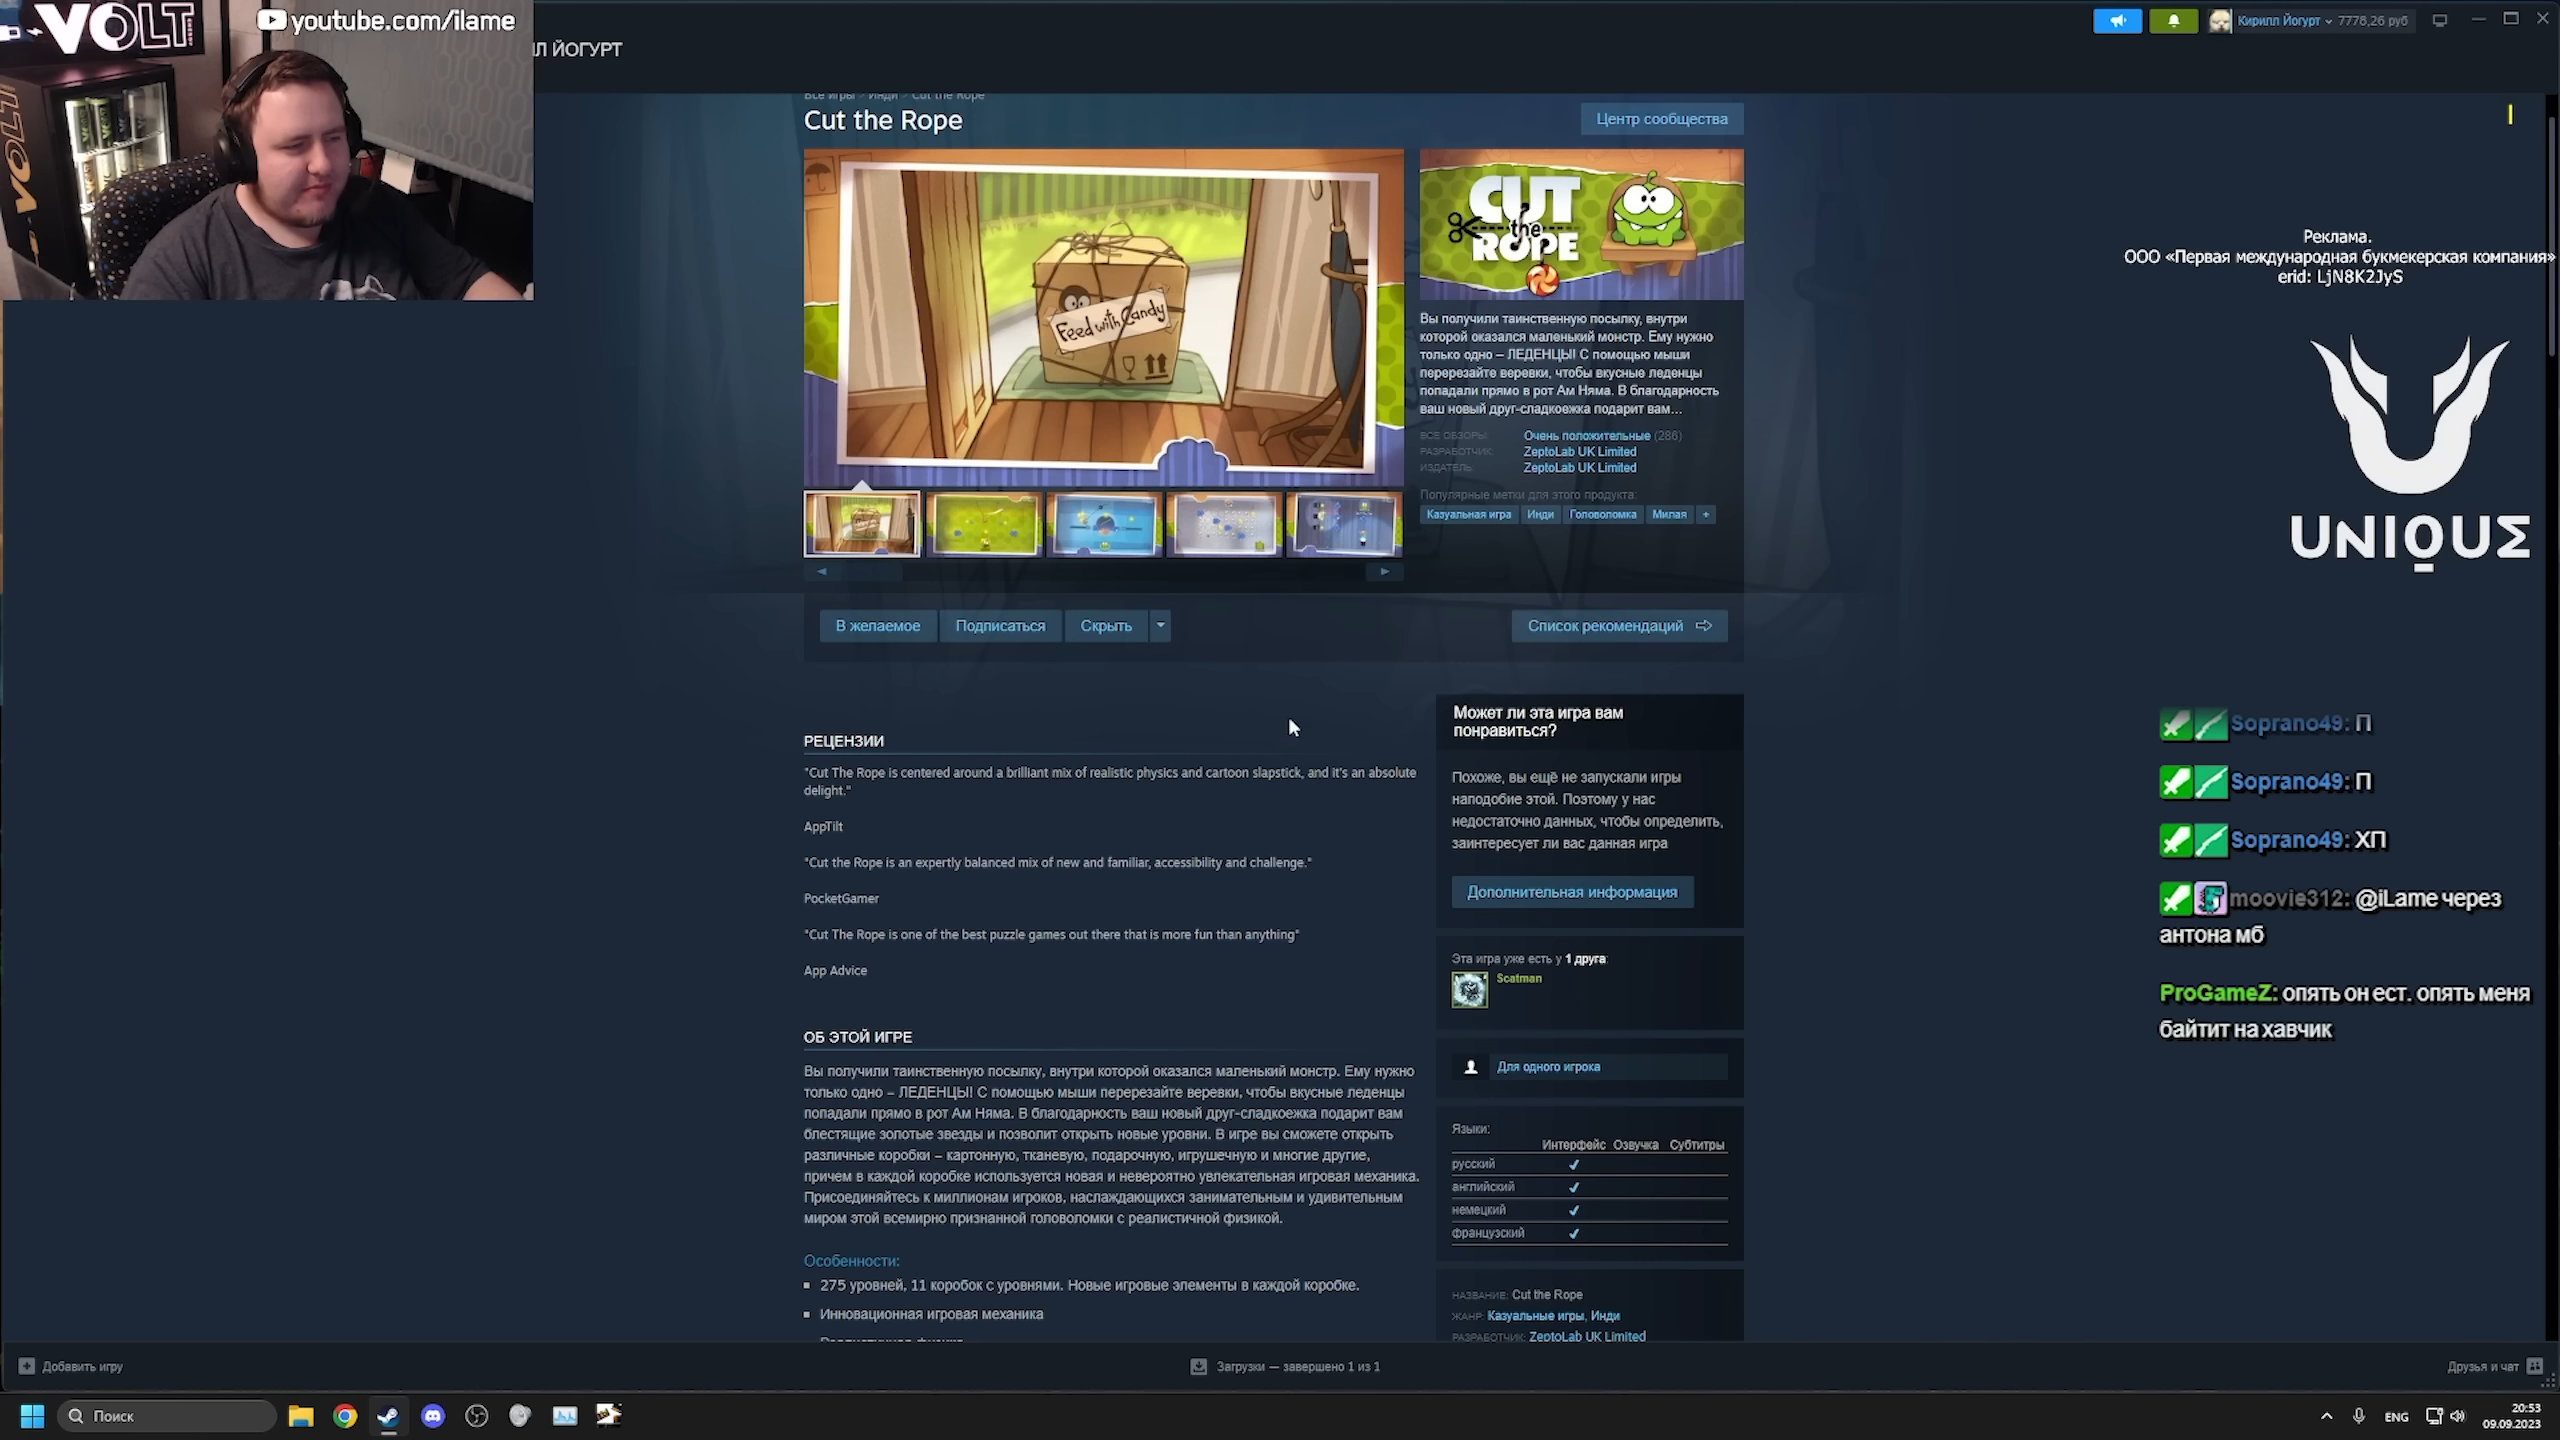 VOLT
youtube.com/ilame
VOLT
Л ЙОГУРТ
Кирилл Йогурт
7778,26 руб
Все игры > Инди > Cut the Rope
Cut the Rope
Центр сообщества
Feed with Candy
CUT
the
ROPE
Вы получили таинственную посылку, внутри
которой оказался маленький монстр. Ему нужно
только одно – ЛЕДЕНЦЫ! С помощью мыши
перерезайте веревки, чтобы вкусные леденцы
попадали прямо в рот Ам Няма. В благодарность
ваш новый друг-сладкоежка подарит вам...
ВСЕ ОБЗОРЫ: Очень положительные (286)
РАЗРАБОТЧИК: ZeptoLab UK Limited
ИЗДАТЕЛЬ: ZeptoLab UK Limited
Популярные метки для этого продукта:
Казуальная игра Инди Головоломка Милая +
В желаемое
Подписаться
Скрыть
Список рекомендаций
РЕЦЕНЗИИ
"Cut The Rope is centered around a brilliant mix of realistic physics and cartoon slapstick, and it's an absolute
delight."
AppTilt
"Cut the Rope is an expertly balanced mix of new and familiar, accessibility and challenge."
PocketGamer
"Cut The Rope is one of the best puzzle games out there that is more fun than anything"
App Advice
ОБ ЭТОЙ ИГРЕ
Вы получили таинственную посылку, внутри которой оказался маленький монстр. Ему нужно
только одно – ЛЕДЕНЦЫ! С помощью мыши перерезайте веревки, чтобы вкусные леденцы
попадали прямо в рот Ам Няма. В благодарность ваш новый друг-сладкоежка подарит вам
блестящие золотые звезды и позволит открыть новые уровни. В игре вы сможете открыть
различные коробки – картонную, тканевую, подарочную, игрушечную и многие другие,
причем в каждой коробке используется новая и невероятно увлекательная игровая механика.
Присоединяйтесь к миллионам игроков, наслаждающихся занимательным и удивительным
миром этой всемирно признанной головоломки с реалистичной физикой.
Особенности:
275 уровней, 11 коробок с уровнями. Новые игровые элементы в каждой коробке.
Инновационная игровая механика
Может ли эта игра вам
понравиться?
Похоже, вы ещё не запускали игры
наподобие этой. Поэтому у нас
недостаточно данных, чтобы определить,
заинтересует ли вас данная игра
Дополнительная информация
Эта игра уже есть у 1 друга:
Scatman
Для одного игрока
Языки:
Интерфейс Озвучка Субтитры
русский ✔
английский ✔
немецкий ✔
французский ✔
НАЗВАНИЕ: Cut the Rope
ЖАНР: Казуальные игры, Инди
РАЗРАБОТЧИК: ZeptoLab UK Limited
Реклама.
ООО «Первая международная букмекерская компания»
erid: LjN8K2JyS
UNIQUE
Soprano49: П
Soprano49: П
Soprano49: ХП
moovie312: @iLame через
антона мб
ProGameZ: опять он ест. опять меня
байтит на хавчик
Добавить игру
Загрузки — завершено 1 из 1
Друзья и чат
Поиск
ENG
20:53
09.09.2023